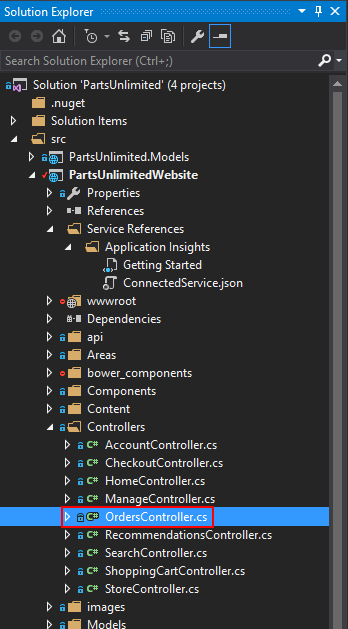 Solution Explorer
Search Solution Explorer (Ctrl+;)
Solution 'PartsUnlimited' (4 projects)
.nuget
Solution Items
src
PartsUnlimited.Models
PartsUnlimitedWebsite
Properties
References
Service References
Application Insights
Getting Started
ConnectedService.json
wwwroot
Dependencies
api
Areas
bower_components
Components
Content
Controllers
C# AccountController.cs
C# CheckoutController.cs
C# HomeController.cs
C# ManageController.cs
C# OrdersController.cs
C# RecommendationsController.cs
C# SearchController.cs
C# ShoppingCartController.cs
C# StoreController.cs
images
Models